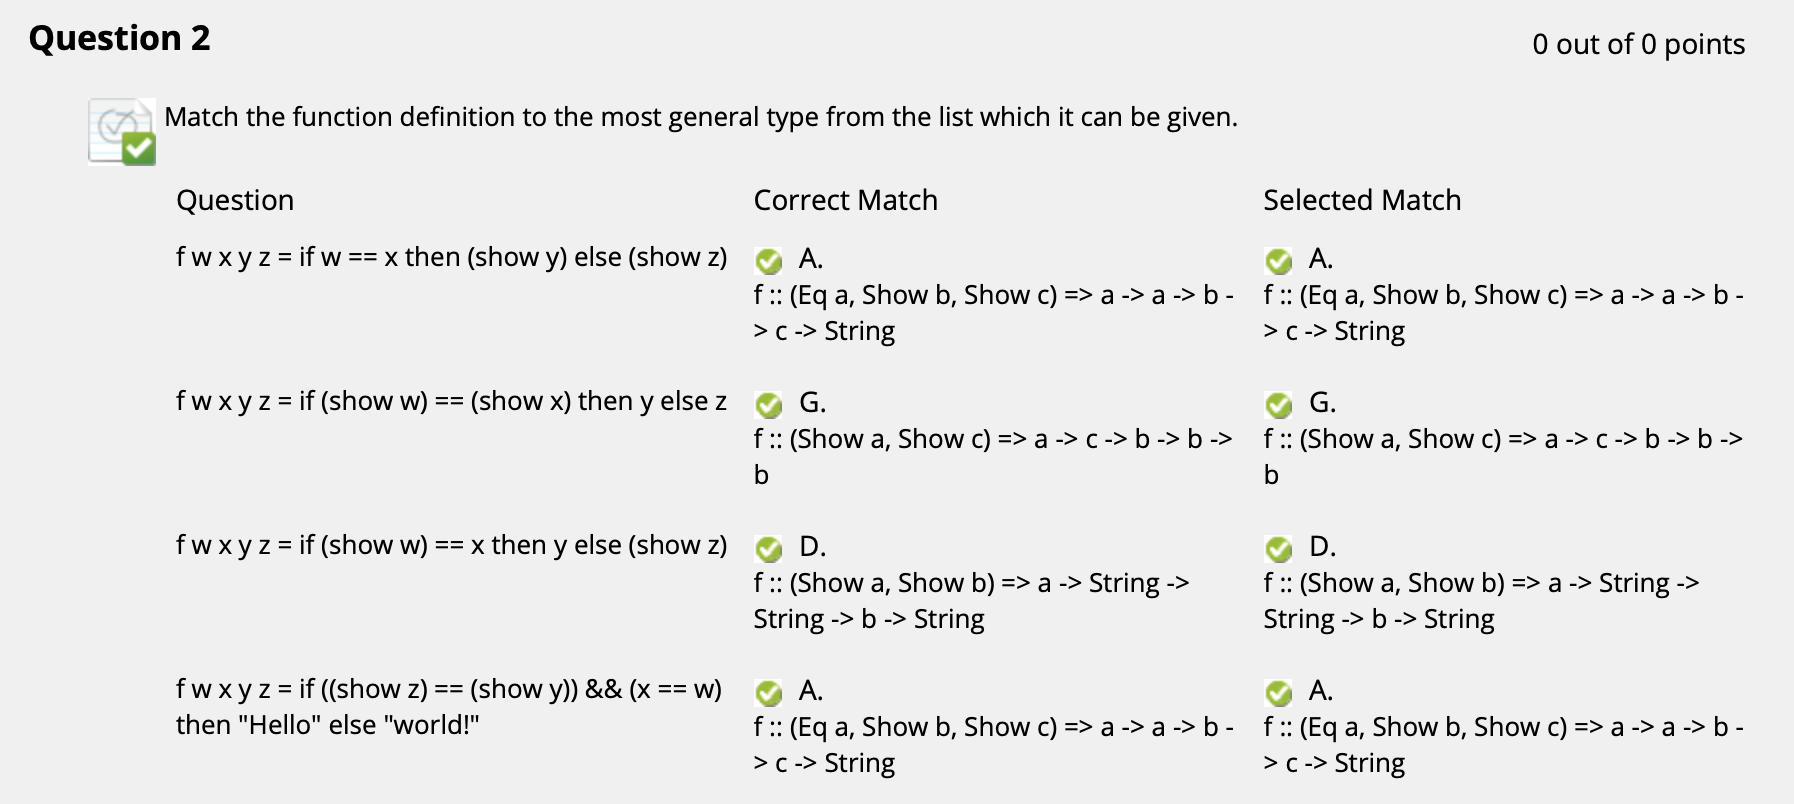 Question 2
0 out of 0 points
Match the function definition to the most general type from the list which it can be given.
Question
Correct Match
Selected Match
f w x y z = if w == x then (show y) else (show z)
A.
f :: (Eq a, Show b, Show c) => a -> a -> b -
> c -> String
A.
f :: (Eq a, Show b, Show c) => a -> a -> b -
> c -> String
f w x y z = if (show w) == (show x) then y else z
G.
f :: (Show a, Show c) => a -> c -> b -> b ->
b
G.
f :: (Show a, Show c) => a -> c -> b -> b ->
b
f w x y z = if (show w) == x then y else (show z)
D.
f :: (Show a, Show b) => a -> String ->
String -> b -> String
D.
f :: (Show a, Show b) => a -> String ->
String -> b -> String
f w x y z = if ((show z) == (show y)) && (x == w)
then "Hello" else "world!"
A.
f :: (Eq a, Show b, Show c) => a -> a -> b -
> c -> String
A.
f :: (Eq a, Show b, Show c) => a -> a -> b -
> c -> String